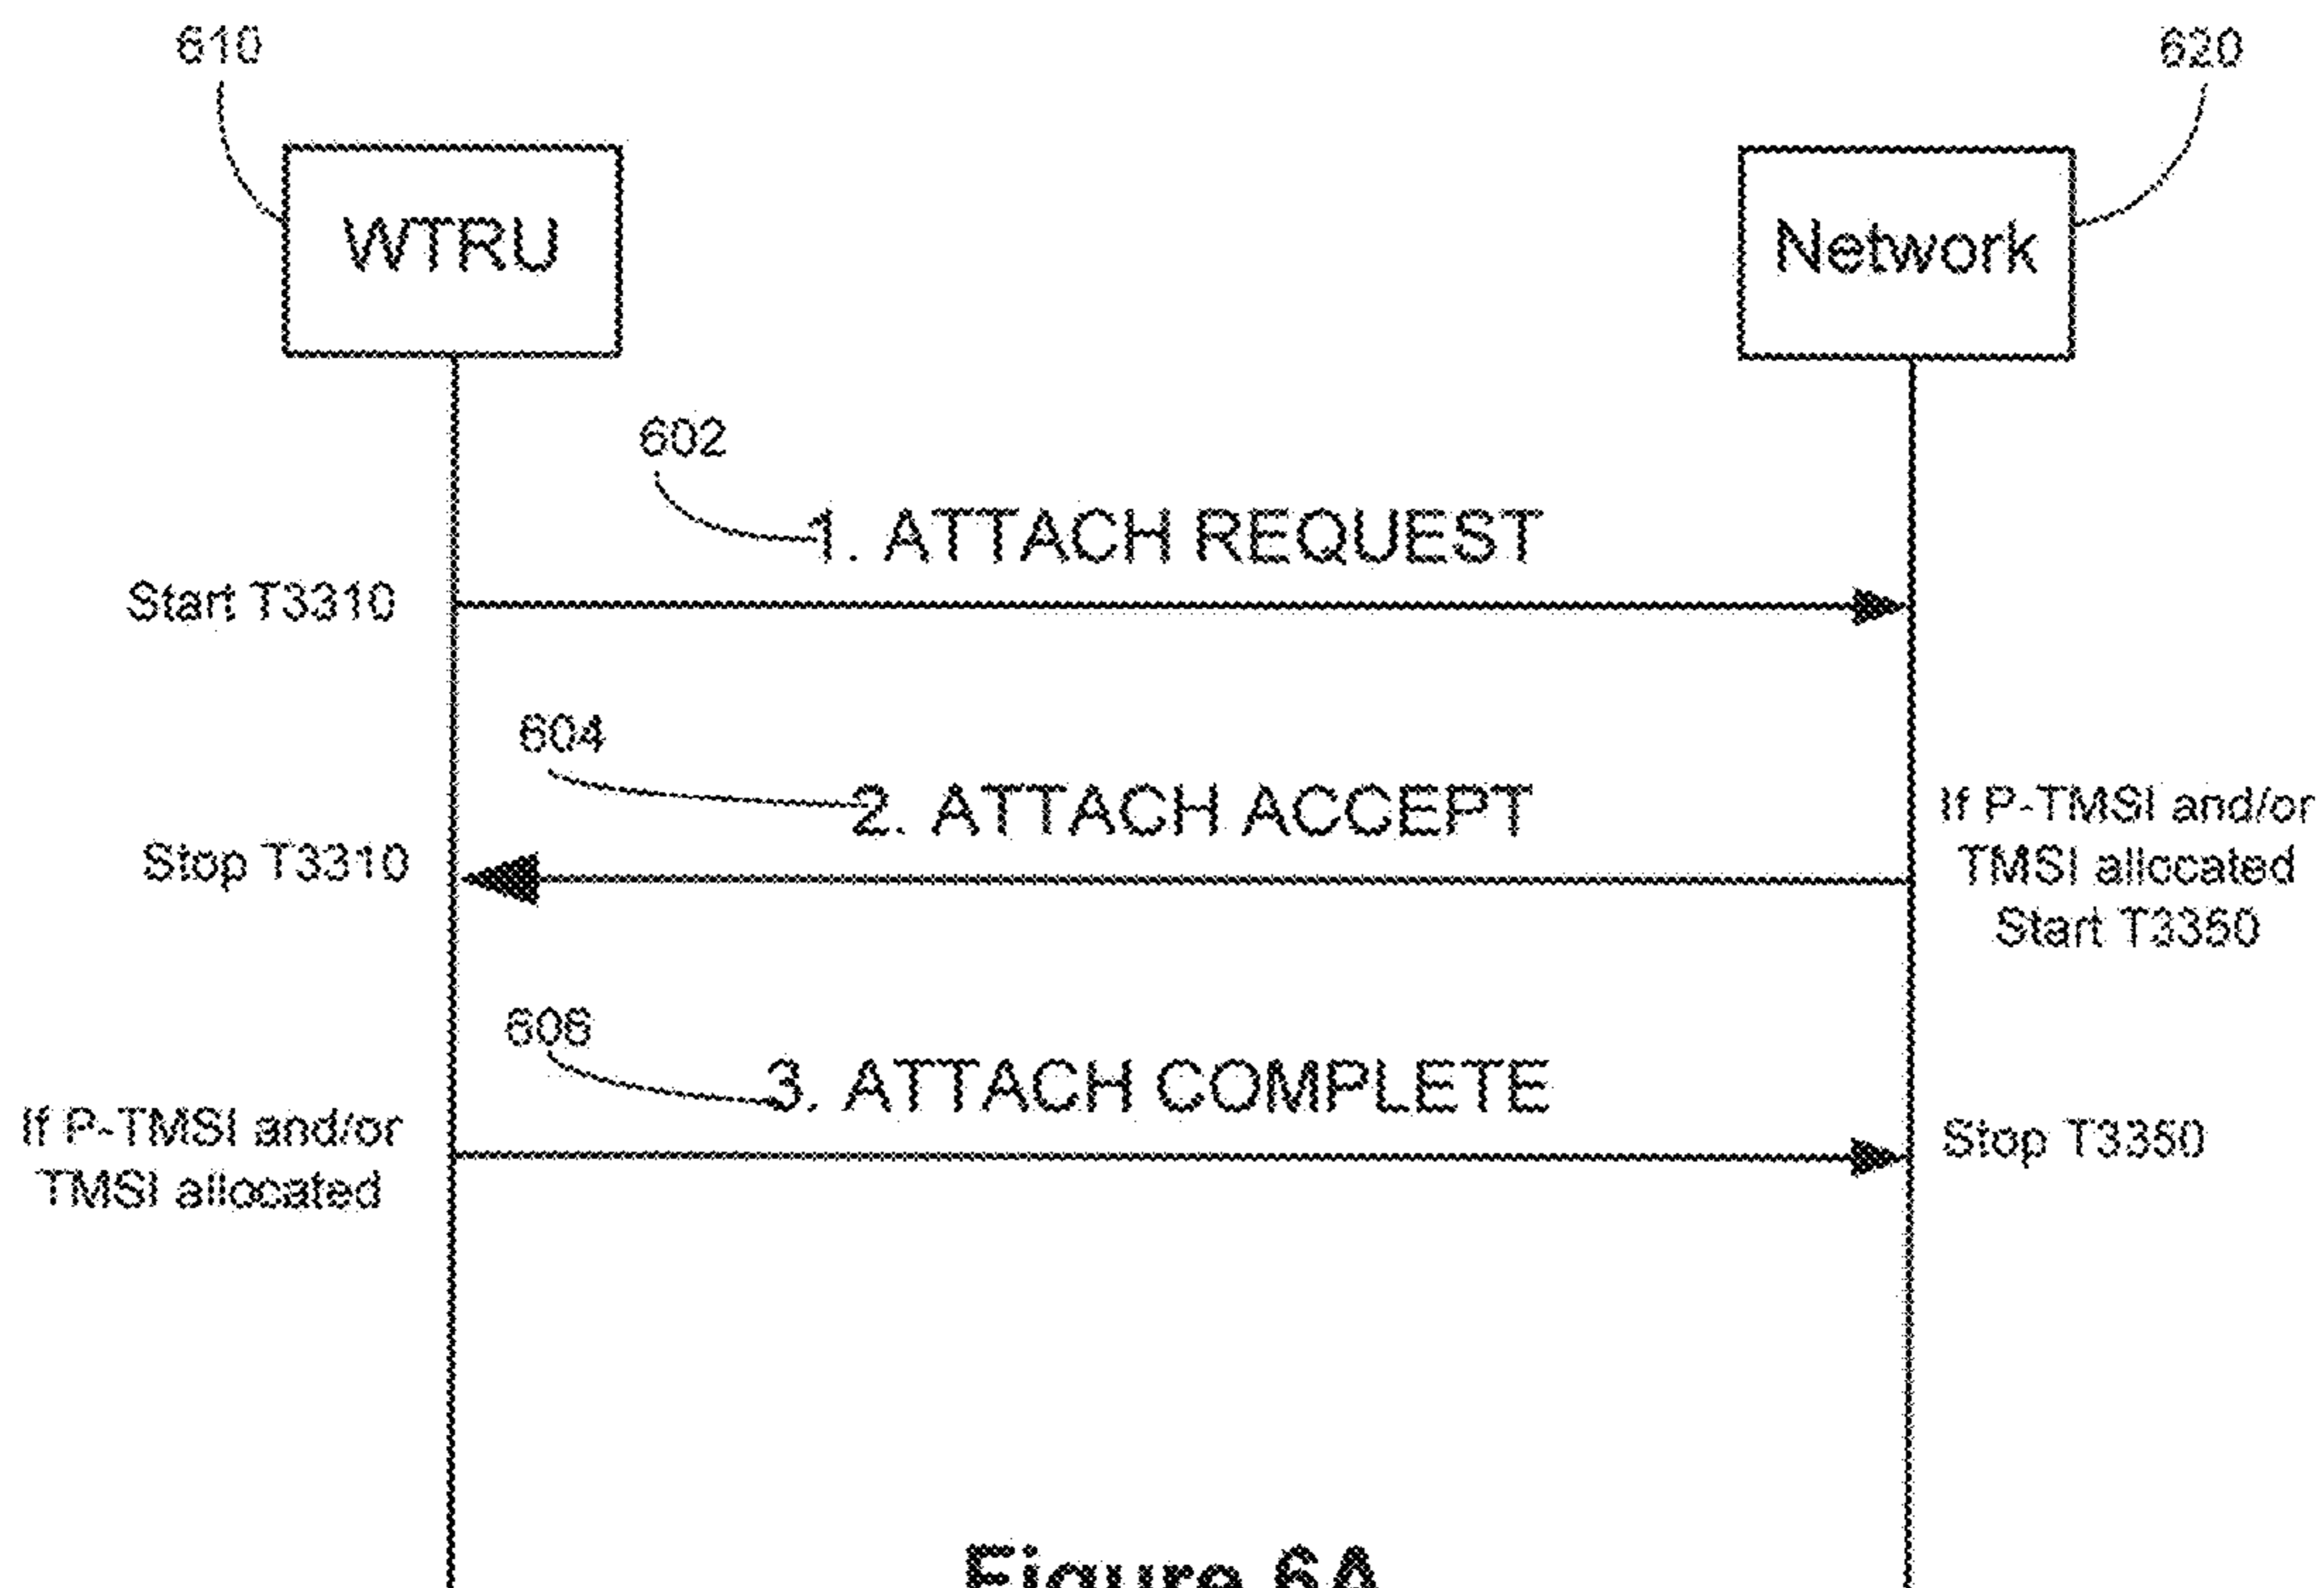 610
620
WTRU
Network
602
1. ATTACH REQUEST
Start T3310
604
2. ATTACH ACCEPT
If P-TMSI and/or
TMSI allocated
Start T3350
Stop T3310
606
3. ATTACH COMPLETE
If P-TMSI and/or
TMSI allocated
Stop T3350
Figure 6A